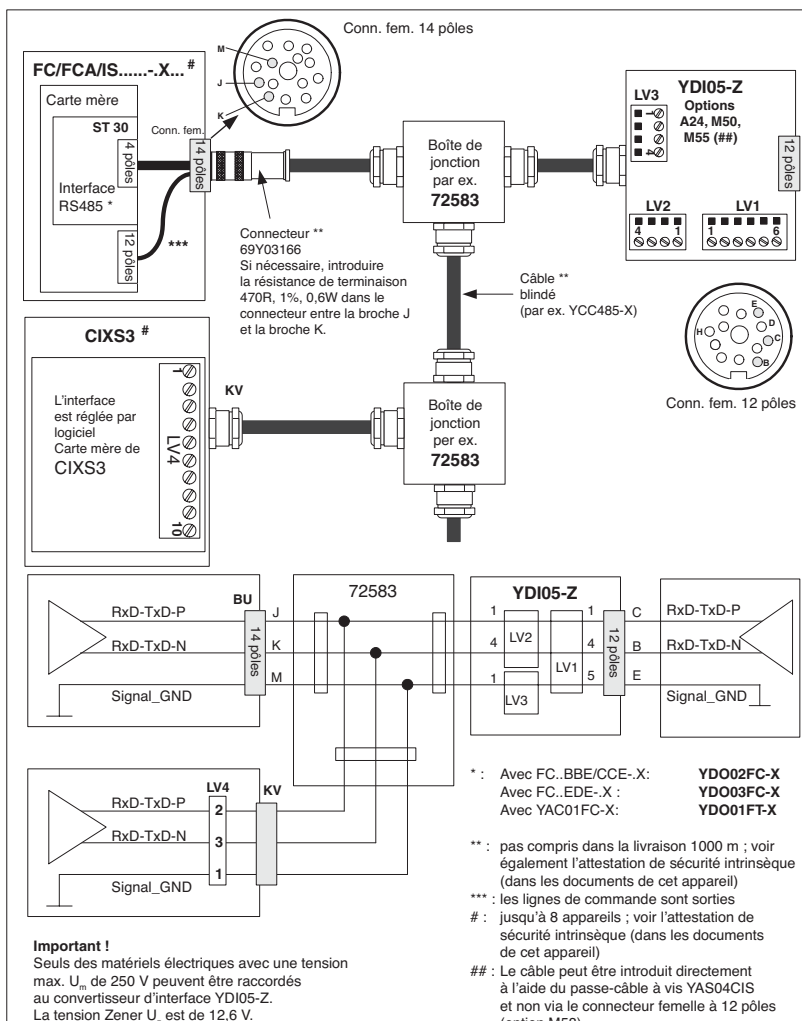 Conn. fem. 14 pôles
M
J
K
FC/FCA/IS......-.X... #
Carte mère
ST 30
Conn. fem.
4 pôles
14 pôles
Interface
RS485 *
12 pôles
***
Connecteur **
69Y03166
Si nécessaire, introduire
la résistance de terminaison
470R, 1%, 0,6W dans le
connecteur entre la broche J
et la broche K.
Boîte de
jonction
par ex.
72583
YDI05-Z
Options
A24, M50,
M55 (##)
LV3
1
4
12 pôles
LV2
4 1
LV1
1 6
Câble **
blindé
(par ex. YCC485-X)
E
D
H
C
B
Conn. fem. 12 pôles
CIXS3 #
L'interface
est réglée par
logiciel
Carte mère de
CIXS3
1
LV4
10
KV
Boîte de
jonction
per ex.
72583
RxD-TxD-P
RxD-TxD-N
Signal_GND
BU
14 pôles
J
K
M
72583
YDI05-Z
1
4
1
LV2
LV3
LV1
1
4
5
12 pôles
C
B
E
RxD-TxD-P
RxD-TxD-N
Signal_GND
RxD-TxD-P
RxD-TxD-N
Signal_GND
LV4
2
3
1
KV
* : Avec FC..BBE/CCE-.X: YDO02FC-X
Avec FC..EDE-.X : YDO03FC-X
Avec YAC01FC-X: YDO01FT-X
** : pas compris dans la livraison 1000 m ; voir
également l'attestation de sécurité intrinsèque
(dans les documents de cet appareil)
*** : les lignes de commande sont sorties
# : jusqu'à 8 appareils ; voir l'attestation de
sécurité intrinsèque (dans les documents
de cet appareil)
## : Le câble peut être introduit directement
à l'aide du passe-câble à vis YAS04CIS
et non via le connecteur femelle à 12 pôles
Important !
Seuls des matériels électriques avec une tension
max. Um de 250 V peuvent être raccordés
au convertisseur d'interface YDI05-Z.
La tension Zener U est de 12,6 V.